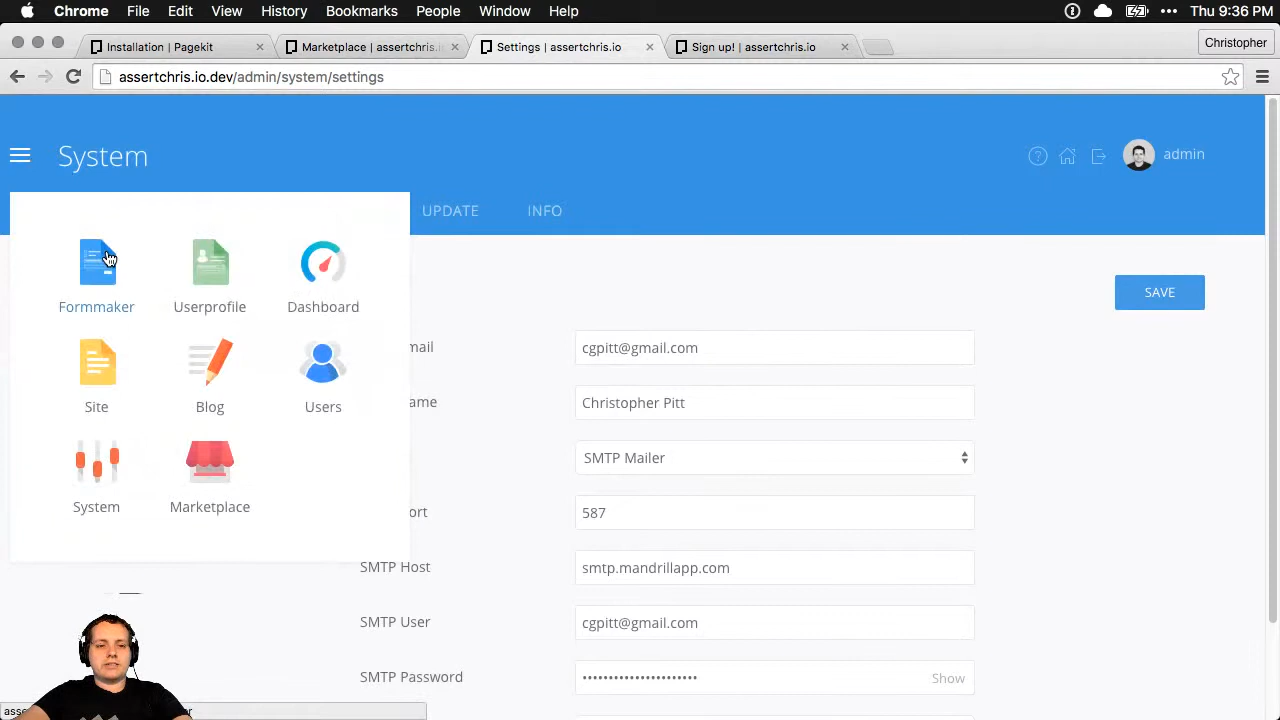 Chrome File Edit View History Bookmarks People Window Help Thu 9:36 PM
Installation | Pagekit
Marketplace | assertchris.i
Settings | assertchris.io
Sign up! | assertchris.io
Christopher
assertchris.io.dev/admin/system/settings
System
admin
UPDATE INFO
Formmaker Userprofile Dashboard
Site Blog Users
System Marketplace
SAVE
mail cgpitt@gmail.com
ame Christopher Pitt
SMTP Mailer
ort 587
SMTP Host smtp.mandrillapp.com
SMTP User cgpitt@gmail.com
SMTP Password •••••••••••••••••••••• Show